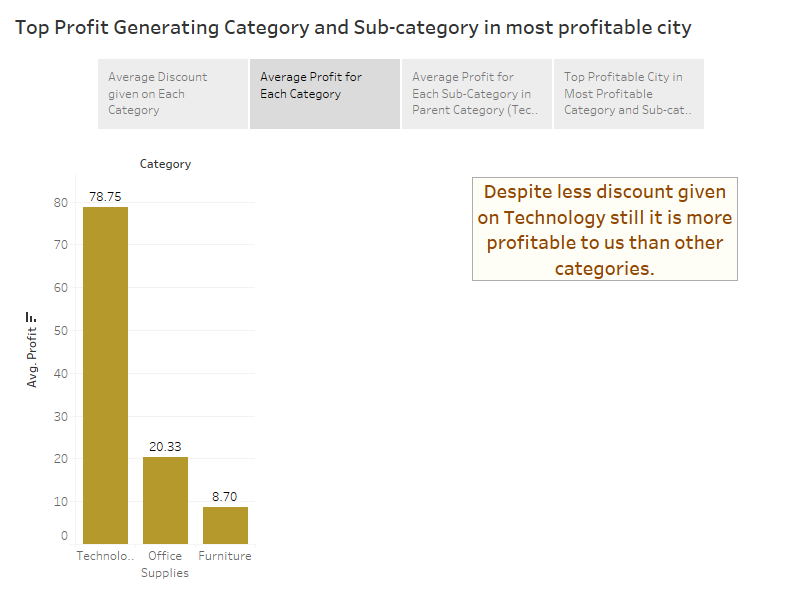 Top Profit Generating Category and Sub-category in most profitable city
Average Discount
given on Each
Category
Average Profit for
Each Category
Average Profit for
Each Sub-Category in
Parent Category (Tec..
Top Profitable City in
Most Profitable
Category and Sub-cat..
Category
Despite less discount given
on Technology still it is more
profitable to us than other
categories.
Avg. Profit
80
70
60
50
40
30
20
10
0
78.75
20.33
8.70
Technolo..
Office
Supplies
Furniture